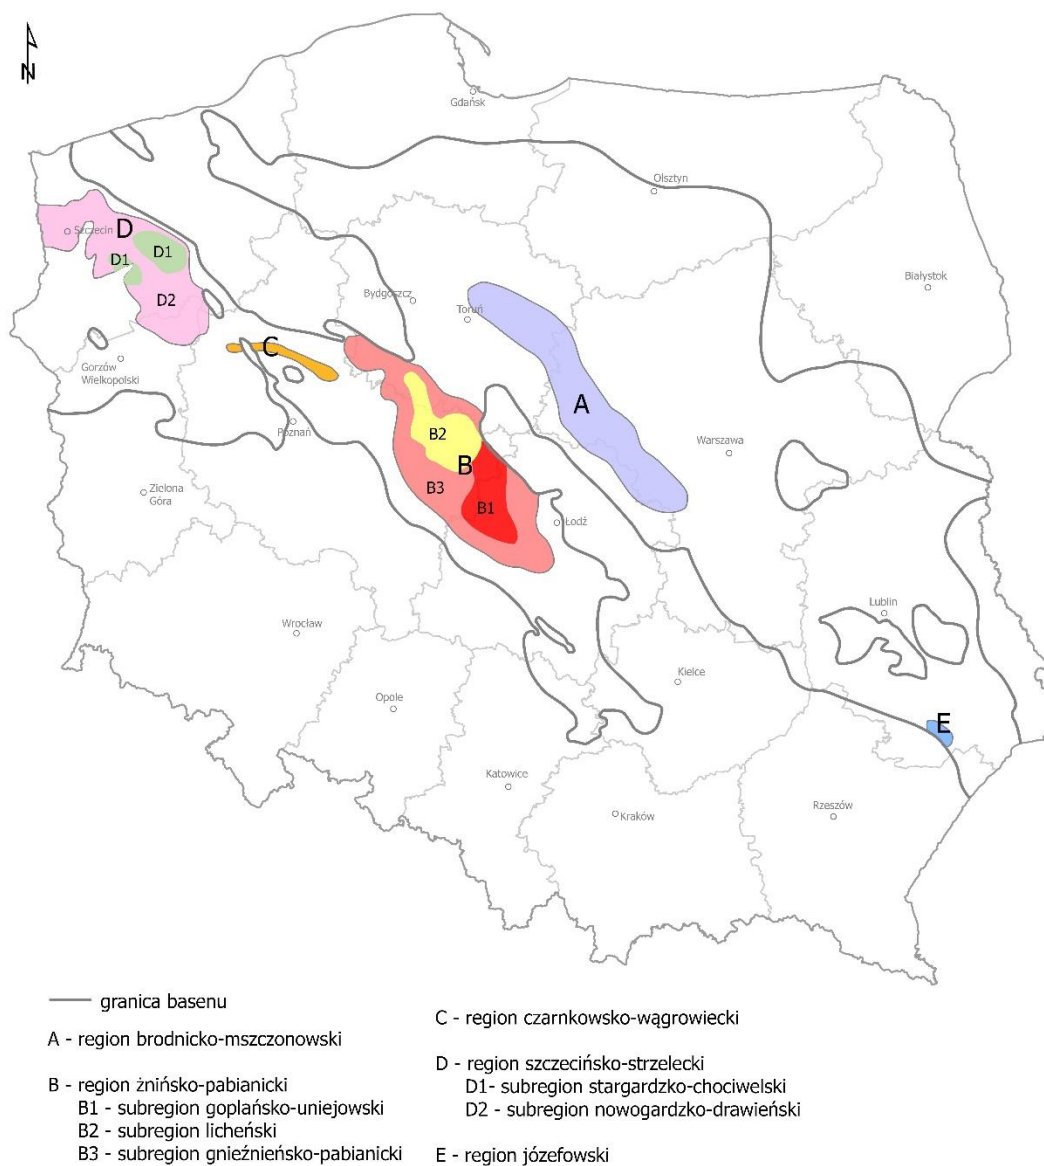 N
Gdańsk
Olsztyn
Szczecin
D
D1
D1
D2
Białystok
Bydgoszcz
Toruń
C
Gorzów
Wielkopolski
A
Poznań
B2
Warszawa
B
B3
Zielona
Góra
B1
Łódź
Lublin
Wrocław
Kielce
Opole
E
Katowice
Kraków
Rzeszów
granica basenu
A - region brodnicko-mszczonowski
B - region żnińsko-pabianicki
B1 - subregion goplańsko-uniejowski
B2 - subregion licheński
B3 - subregion gnieźnieńsko-pabianicki
C - region czarnkowsko-wągrowiecki
D - region szczecińsko-strzelecki
D1- subregion stargardzko-chociwelski
D2 - subregion nowogardzko-drawieński
E - region józefowski